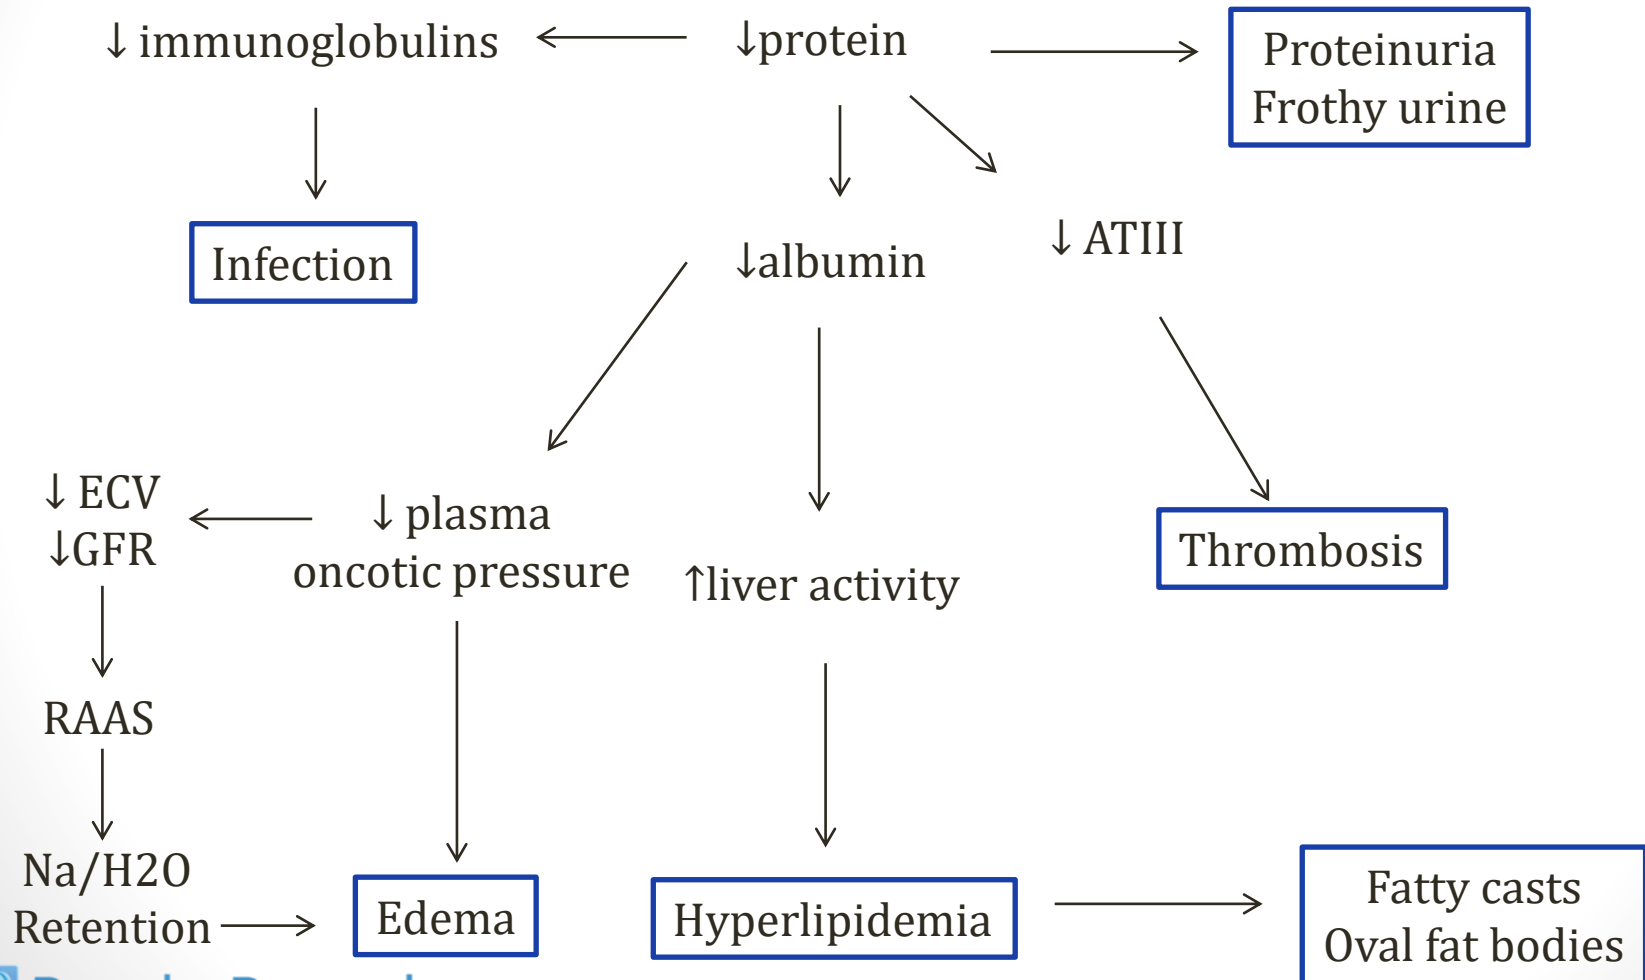 ↓ immunoglobulins
↓protein
Proteinuria
Frothy urine
Infection
↓albumin
↓ ATIII
↓ ECV
↓GFR
↓ plasma
oncotic pressure
↑liver activity
Thrombosis
RAAS
Na/H2O
Retention
Edema
Hyperlipidemia
Fatty casts
Oval fat bodies